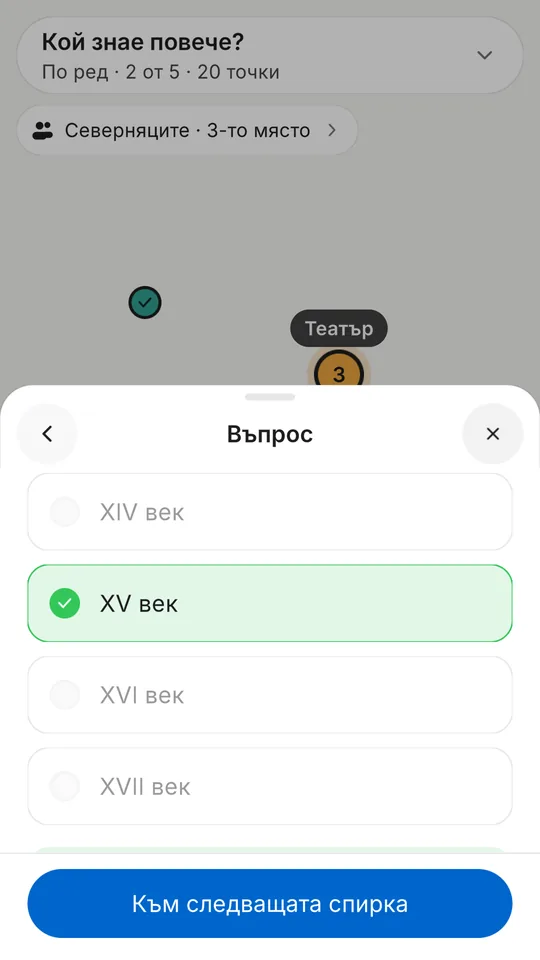 Кой знае повече?
По ред · 2 от 5 · 20 точки
Северняците · 3-то място
Театър
3
Въпрос
XIV век
XV век
XVI век
XVII век
Към следващата спирка